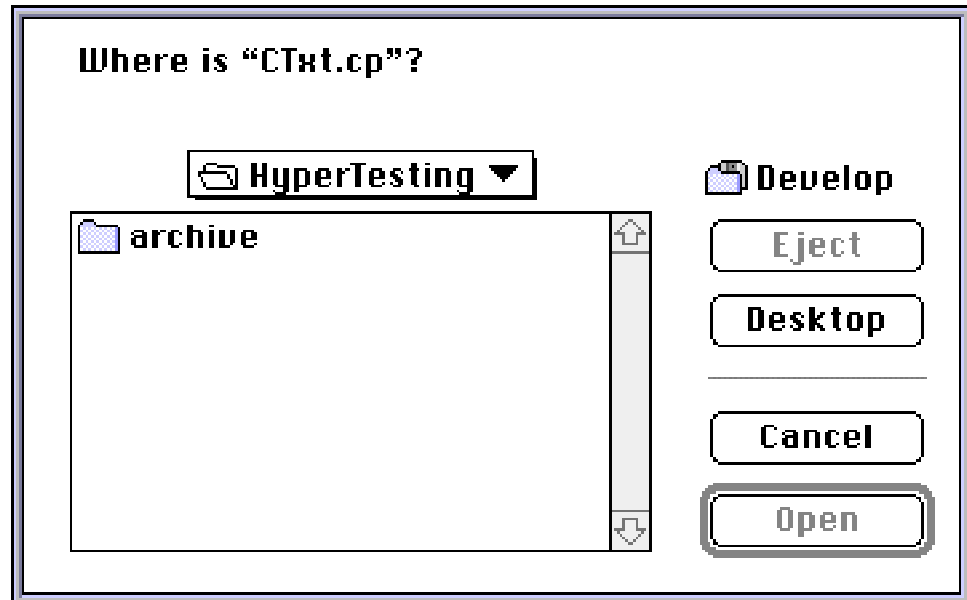 Where is “CTxt.cp”?
HyperTesting
Develop
archive
Eject
Desktop
Cancel
Open